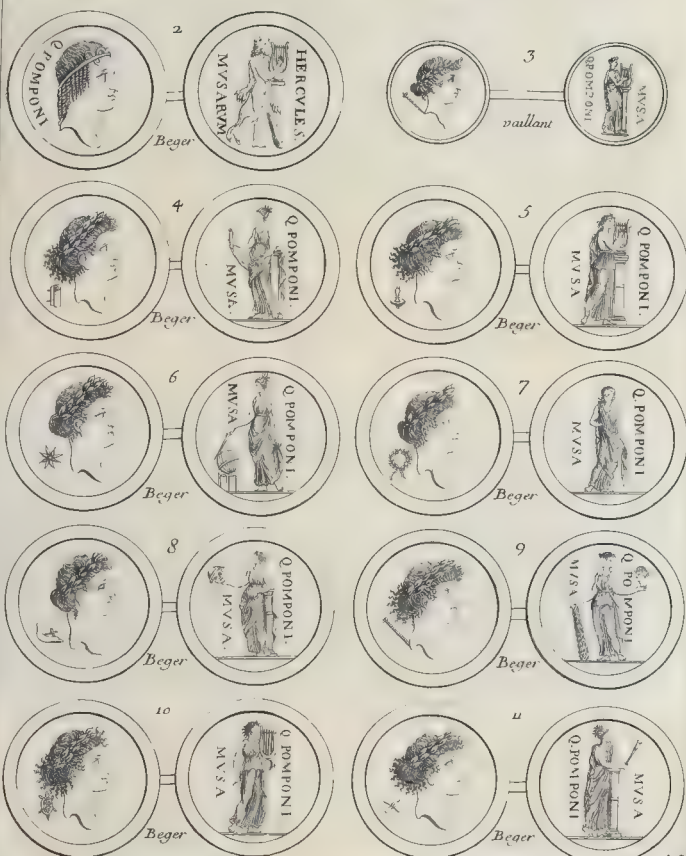 2
Q POMPONI
HERCVLES.
MVSARVM
Beger
3
Q POMPONI
MVSA
vaillant
4
Q POMPONI.
MVSA.
Beger
5
Q POMPONI.
MVSA
Beger
6
Q POMPONI
MVSA
Beger
7
Q. POMPONI
MVSA
Beger
8
Q POMPONI.
MVSA.
Beger
9
Q POMPONI
MVSA
Beger
10
Q POMPONI
MVSA
Beger
11
Q. POMPONI
MVSA
Beger